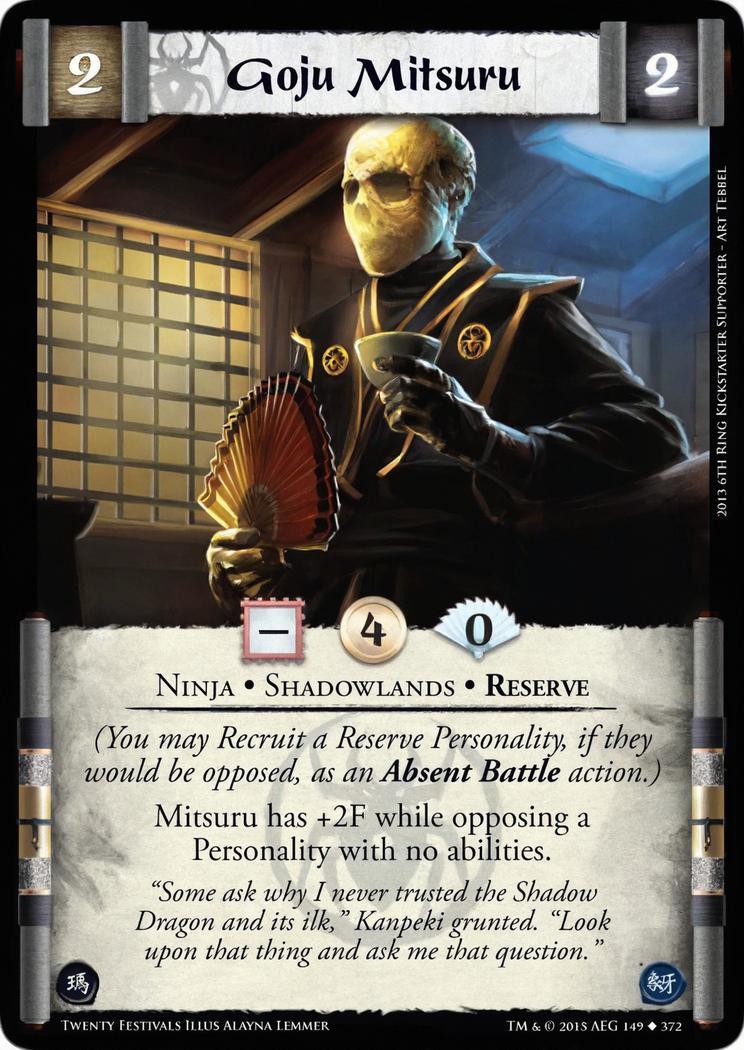 2
Goju Mitsuru
2
2013 6th Ring Kickstarter Supporter - Art Tebbel
–
4
0
Ninja • Shadowlands • Reserve
(You may Recruit a Reserve Personality, if they
would be opposed, as an Absent Battle action.)
Mitsuru has +2F while opposing a
Personality with no abilities.
“Some ask why I never trusted the Shadow
Dragon and its ilk,” Kanpeki grunted. “Look
upon that thing and ask me that question.”
Twenty Festivals Illus Alayna Lemmer
TM & © 2015 AEG 149 ◆ 372